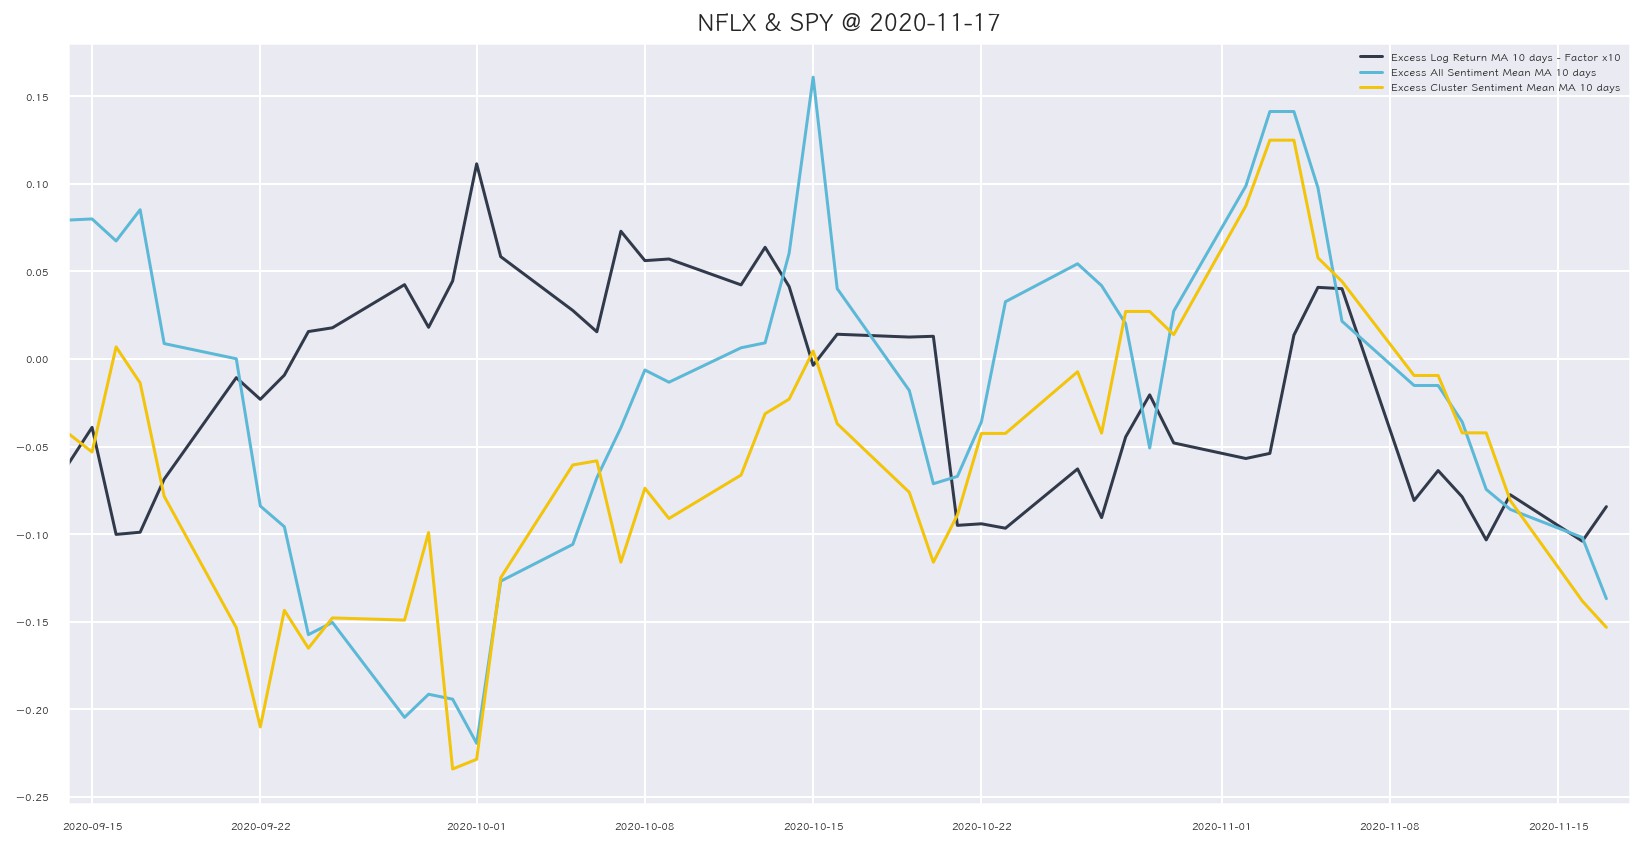 NFLX & SPY @ 2020-11-17
Excess Log Return MA 10 days - Factor x10
Excess All Sentiment Mean MA 10 days
Excess Cluster Sentiment Mean MA 10 days
0.15
0.10
0.05
0.00
−0.05
−0.10
−0.15
−0.20
−0.25
2020-09-15 2020-09-22 2020-10-01 2020-10-08 2020-10-15 2020-10-22 2020-11-01 2020-11-08 2020-11-15